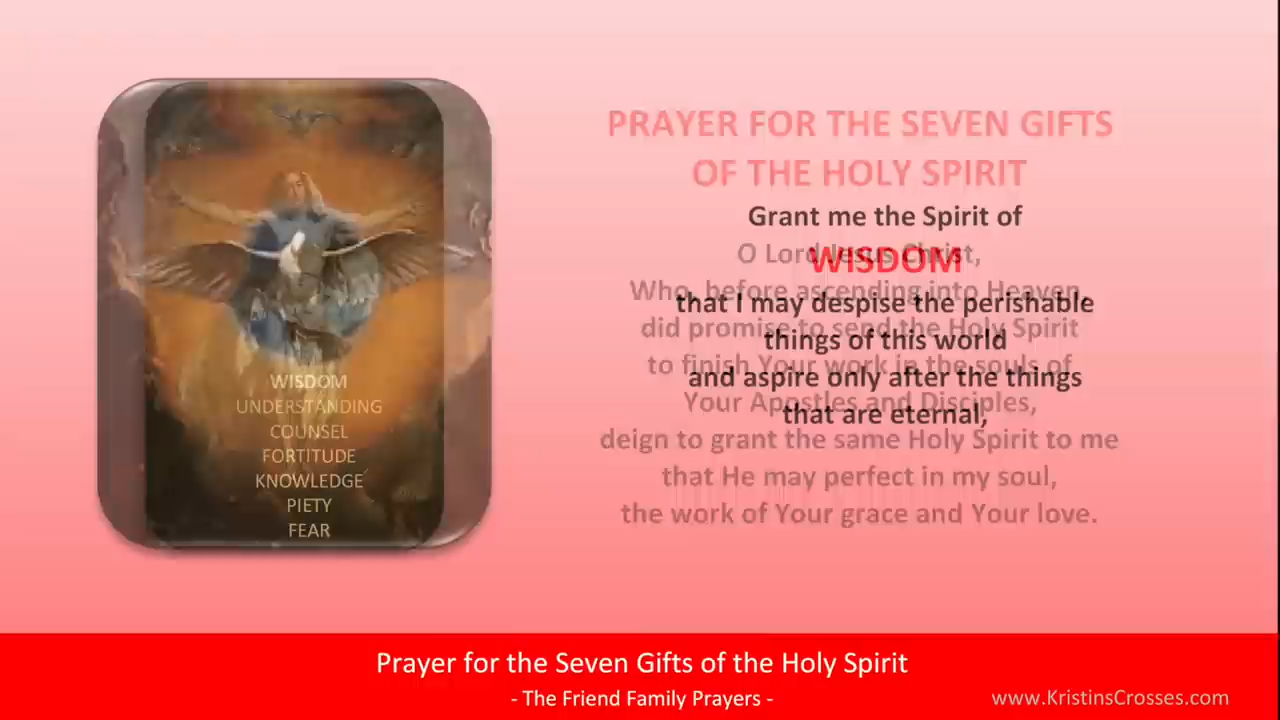 WISDOM
UNDERSTANDING
COUNSEL
FORTITUDE
KNOWLEDGE
PIETY
FEAR
PRAYER FOR THE SEVEN GIFTS
OF THE HOLY SPIRIT
Grant me the Spirit of
WISDOM
that I may despise the perishable
things of this world
and aspire only after the things
that are eternal,
O Lord Jesus Christ,
Who, before ascending into Heaven,
did promise to send the Holy Spirit
to finish Your work in the souls of
Your Apostles and Disciples,
deign to grant the same Holy Spirit to me
that He may perfect in my soul,
the work of Your grace and Your love.
Prayer for the Seven Gifts of the Holy Spirit
- The Friend Family Prayers -
www.KristinsCrosses.com